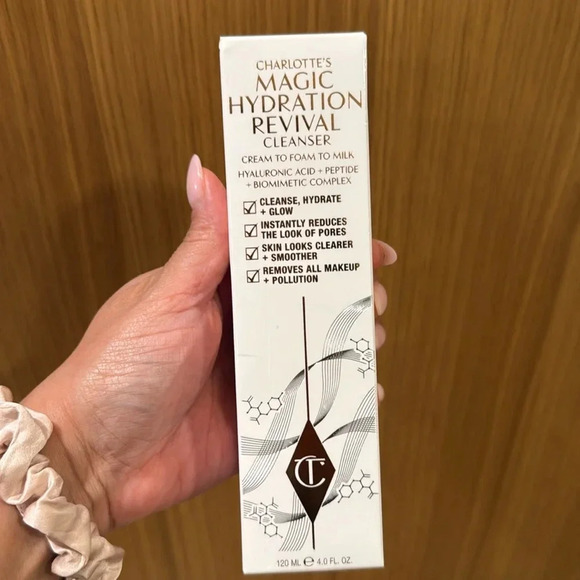 CHARLOTTE'S
MAGIC
HYDRATION
REVIVAL
CLEANSER
CREAM TO FOAM TO MILK
HYALURONIC ACID + PEPTIDE
+ BIOMIMETIC COMPLEX
CLEANSE, HYDRATE
+ GLOW
INSTANTLY REDUCES
THE LOOK OF PORES
SKIN LOOKS CLEARER
+ SMOOTHER
REMOVES ALL MAKEUP
+ POLLUTION
CT
120 ML ℮ 4.0 FL. OZ.